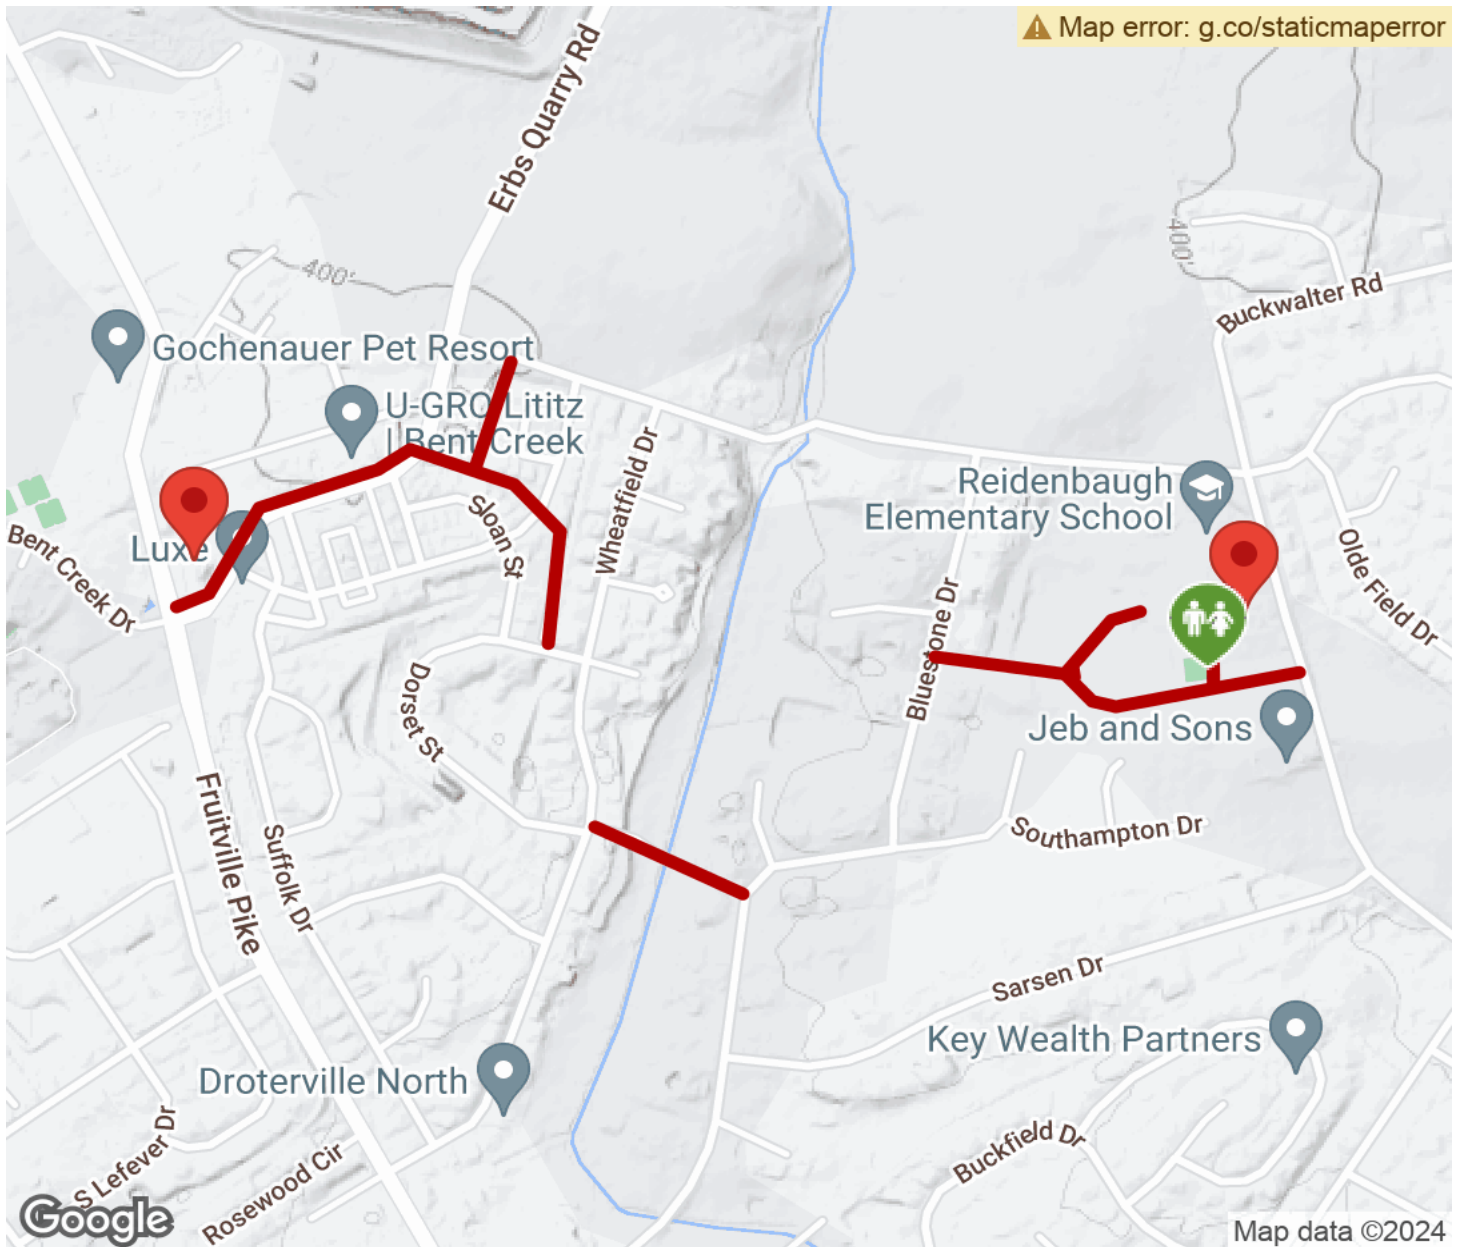 Map error: g.co/staticmaperror
Erbs Quarry Rd
400'
400'
Buckwalter Rd
Gochenauer Pet Resort
U-GRO Lititz
| Bent Creek
Wheatfield Dr
Reidenbaugh
Elementary School
Sloan St
Luxe
Bent Creek Dr
Olde Field Dr
Bluestone Dr
Dorset St
Jeb and Sons
Fruitville Pike
Suffolk Dr
Southampton Dr
Sarsen Dr
Key Wealth Partners
Droterville North
Buckfield Dr
S Lefever Dr
Rosewood Cir
Google
Map data ©2024